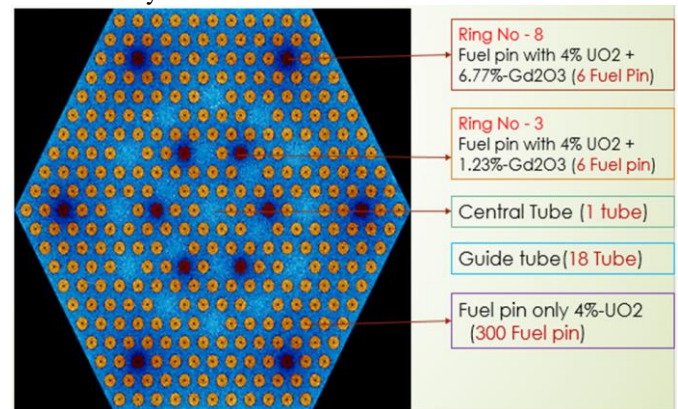 Ring No - 8
Fuel pin with 4% UO2 +
6.77%-Gd2O3 (6 Fuel Pin)
Ring No - 3
Fuel pin with 4% UO2 +
1.23%-Gd2O3 (6 Fuel pin)
Central Tube (1 tube)
Guide tube(18 Tube)
Fuel pin only 4%-UO2
(300 Fuel pin)